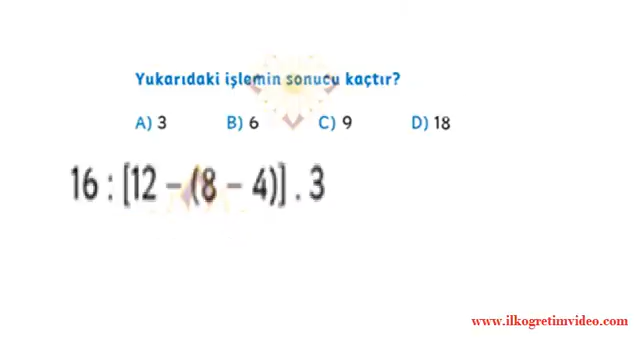 Yukarıdaki işlemin sonucu kaçtır?
A) 3 B) 6 C) 9 D) 18
16 : [12 – (8 – 4)] . 3
www.ilkogretimvideo.com